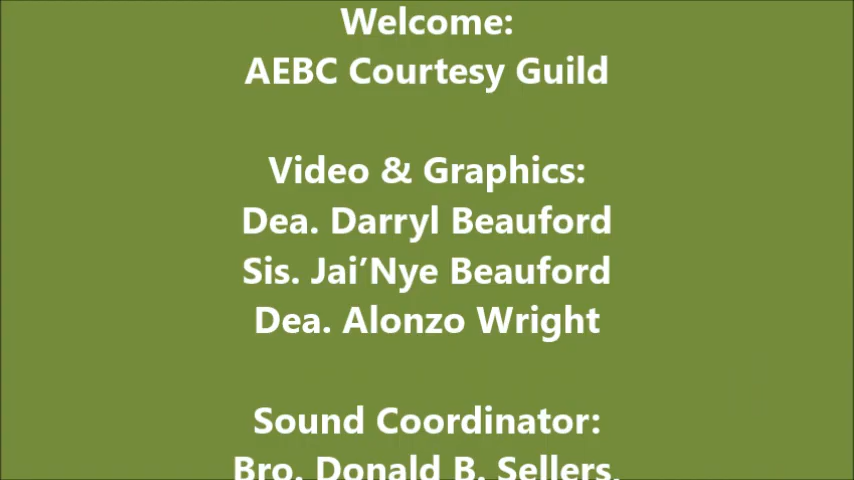 Welcome:
AEBC Courtesy Guild
Video & Graphics:
Dea. Darryl Beauford
Sis. Jai’Nye Beauford
Dea. Alonzo Wright
Sound Coordinator:
Bro. Donald B. Sellers,